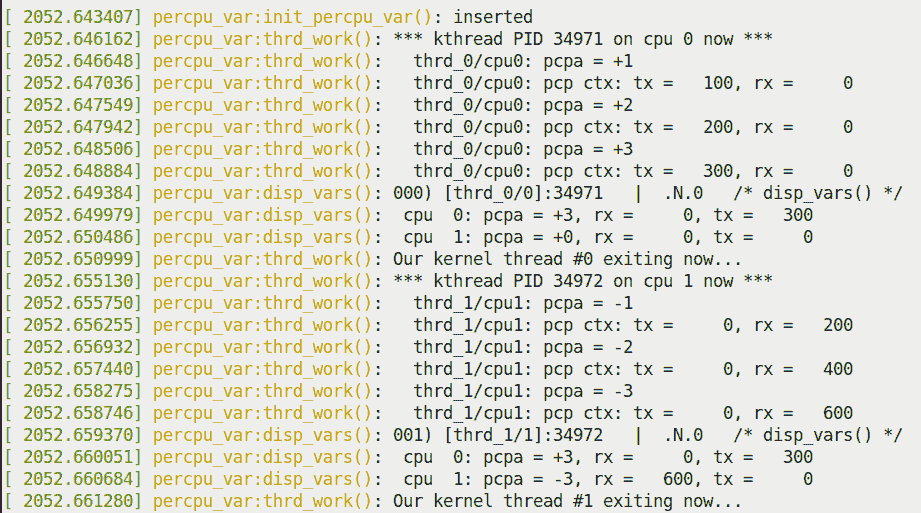 [ 2052.643407] percpu_var:init_percpu_var(): inserted
[ 2052.646162] percpu_var:thrd_work(): *** kthread PID 34971 on cpu 0 now ***
[ 2052.646648] percpu_var:thrd_work():   thrd_0/cpu0: pcpa = +1
[ 2052.647036] percpu_var:thrd_work():   thrd_0/cpu0: pcp ctx: tx =   100, rx =     0
[ 2052.647549] percpu_var:thrd_work():   thrd_0/cpu0: pcpa = +2
[ 2052.647942] percpu_var:thrd_work():   thrd_0/cpu0: pcp ctx: tx =   200, rx =     0
[ 2052.648506] percpu_var:thrd_work():   thrd_0/cpu0: pcpa = +3
[ 2052.648884] percpu_var:thrd_work():   thrd_0/cpu0: pcp ctx: tx =   300, rx =     0
[ 2052.649384] percpu_var:disp_vars(): 000) [thrd_0/0]:34971   |  .N.0   /* disp_vars() */
[ 2052.649979] percpu_var:disp_vars():  cpu  0: pcpa = +3, rx =     0, tx =   300
[ 2052.650486] percpu_var:disp_vars():  cpu  1: pcpa = +0, rx =     0, tx =     0
[ 2052.650999] percpu_var:thrd_work(): Our kernel thread #0 exiting now...
[ 2052.655130] percpu_var:thrd_work(): *** kthread PID 34972 on cpu 1 now ***
[ 2052.655750] percpu_var:thrd_work():   thrd_1/cpu1: pcpa = -1
[ 2052.656255] percpu_var:thrd_work():   thrd_1/cpu1: pcp ctx: tx =     0, rx =   200
[ 2052.656932] percpu_var:thrd_work():   thrd_1/cpu1: pcpa = -2
[ 2052.657440] percpu_var:thrd_work():   thrd_1/cpu1: pcp ctx: tx =     0, rx =   400
[ 2052.658275] percpu_var:thrd_work():   thrd_1/cpu1: pcpa = -3
[ 2052.658746] percpu_var:thrd_work():   thrd_1/cpu1: pcp ctx: tx =     0, rx =   600
[ 2052.659370] percpu_var:disp_vars(): 001) [thrd_1/1]:34972   |  .N.0   /* disp_vars() */
[ 2052.660051] percpu_var:disp_vars():  cpu  0: pcpa = +3, rx =     0, tx =   300
[ 2052.660684] percpu_var:disp_vars():  cpu  1: pcpa = -3, rx =   600, tx =     0
[ 2052.661280] percpu_var:thrd_work(): Our kernel thread #1 exiting now...